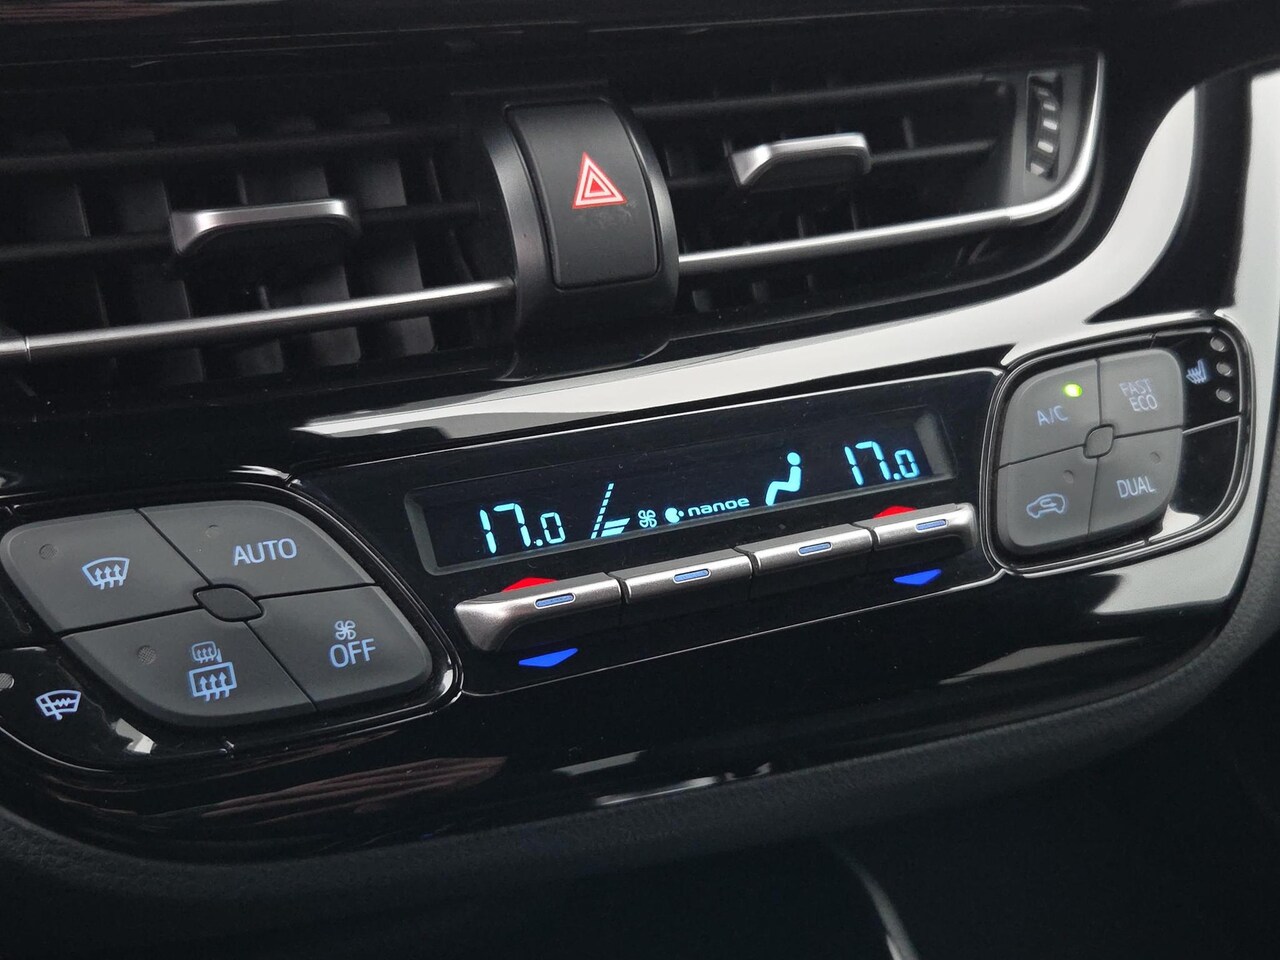 17.0
nanoe
17.0
A/C
FAST
ECO
DUAL
AUTO
OFF